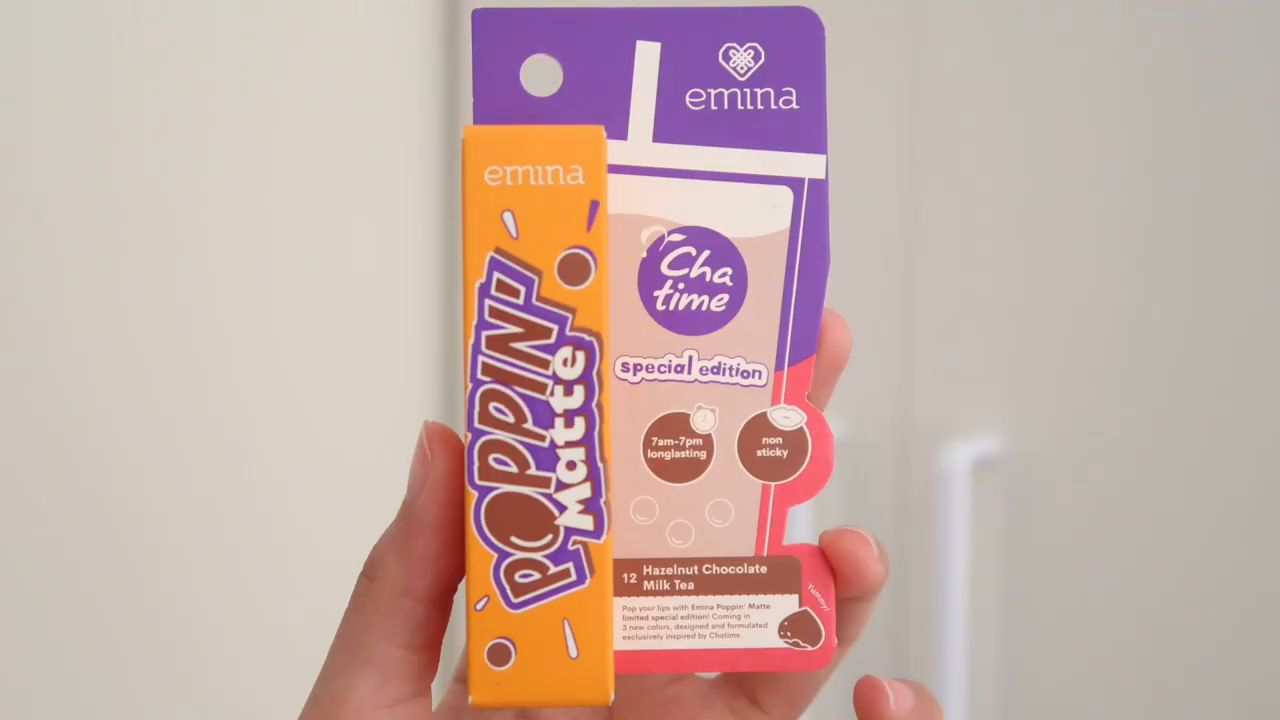 emina
emina
POPPIN'
Matte
Cha
time
special edition
7am-7pm
longlasting
non
sticky
12 Hazelnut Chocolate
Milk Tea
Yummy!
Pop your lips with Emina Poppin' Matte
limited special edition! Coming in
3 new colors, designed and formulated
exclusively inspired by Chatime.